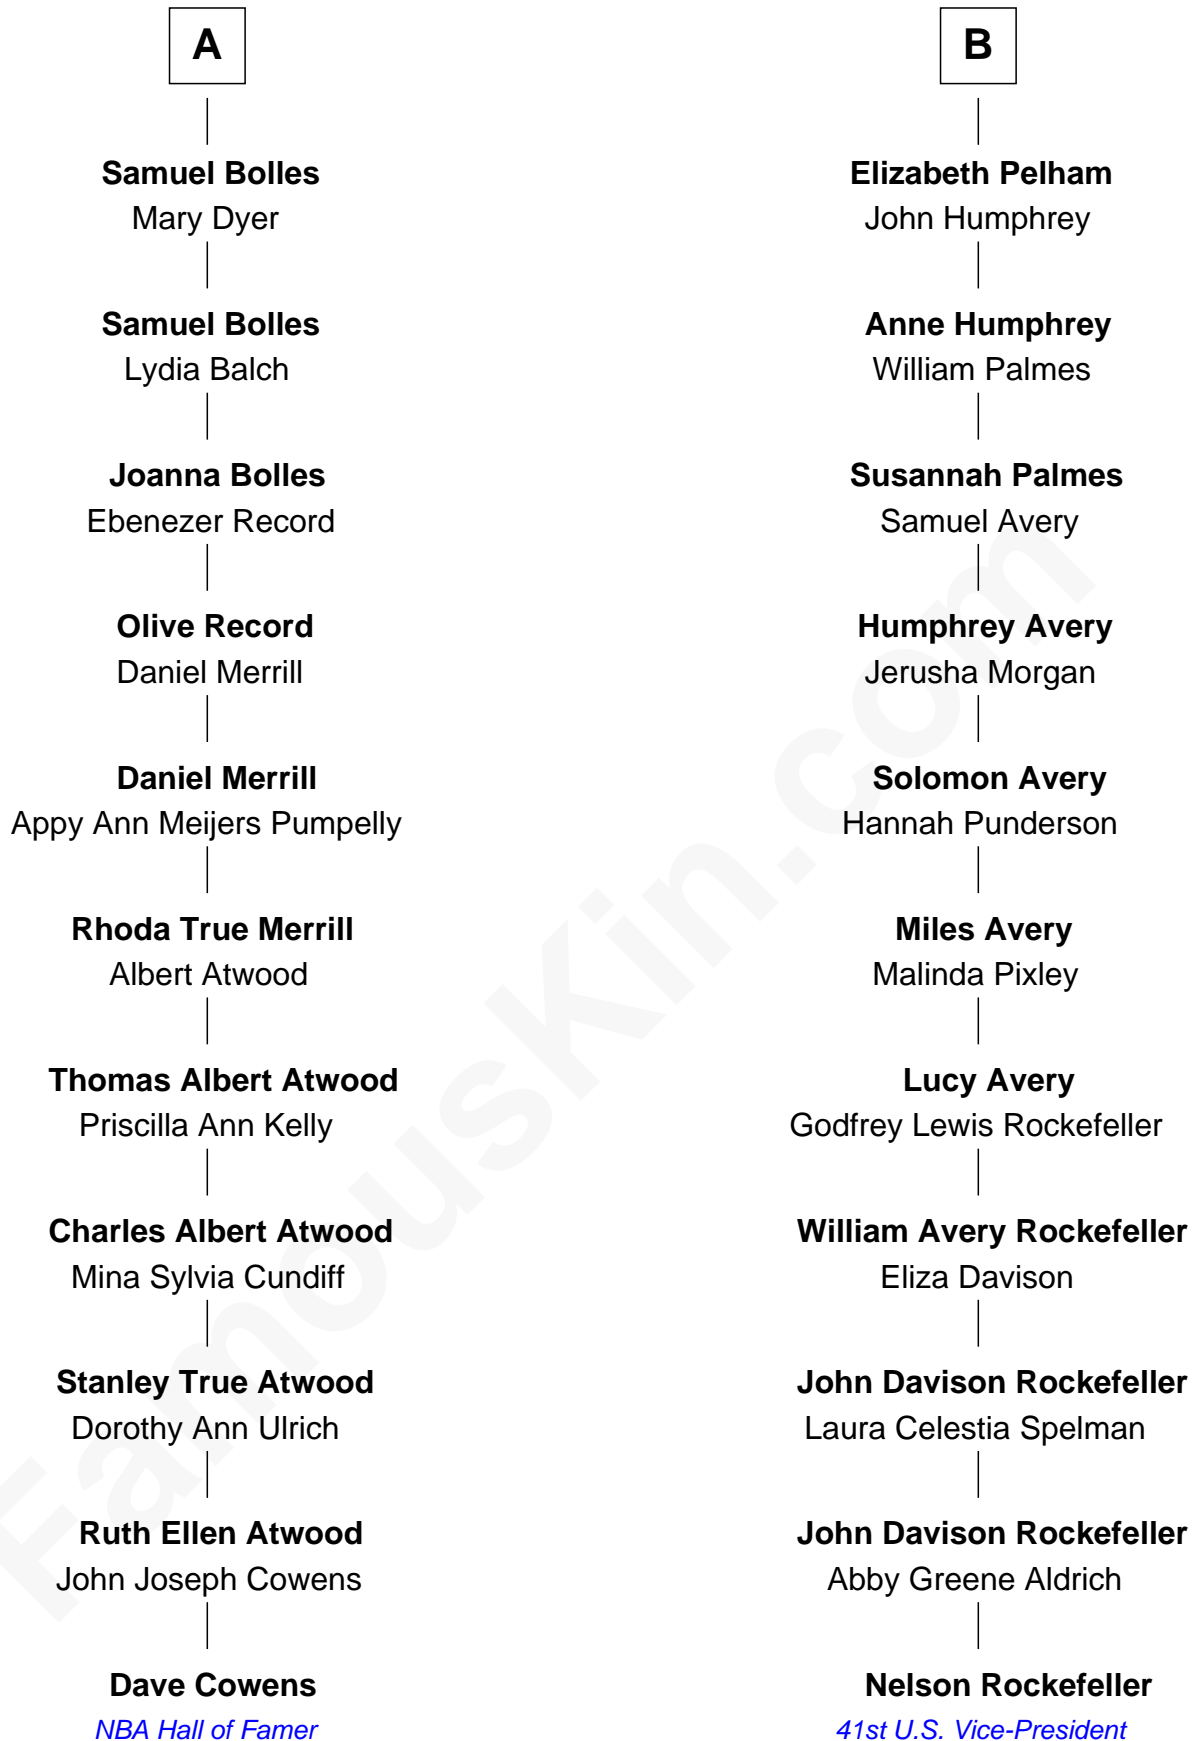 A
Samuel Bolles
Mary Dyer
Samuel Bolles
Lydia Balch
Joanna Bolles
Ebenezer Record
Olive Record
Daniel Merrill
Daniel Merrill
Appy Ann Meijers Pumpelly
Rhoda True Merrill
Albert Atwood
Thomas Albert Atwood
Priscilla Ann Kelly
Charles Albert Atwood
Mina Sylvia Cundiff
Stanley True Atwood
Dorothy Ann Ulrich
Ruth Ellen Atwood
John Joseph Cowens
Dave Cowens
NBA Hall of Famer
B
Elizabeth Pelham
John Humphrey
Anne Humphrey
William Palmes
Susannah Palmes
Samuel Avery
Humphrey Avery
Jerusha Morgan
Solomon Avery
Hannah Punderson
Miles Avery
Malinda Pixley
Lucy Avery
Godfrey Lewis Rockefeller
William Avery Rockefeller
Eliza Davison
John Davison Rockefeller
Laura Celestia Spelman
John Davison Rockefeller
Abby Greene Aldrich
Nelson Rockefeller
41st U.S. Vice-President
FamousKin.com